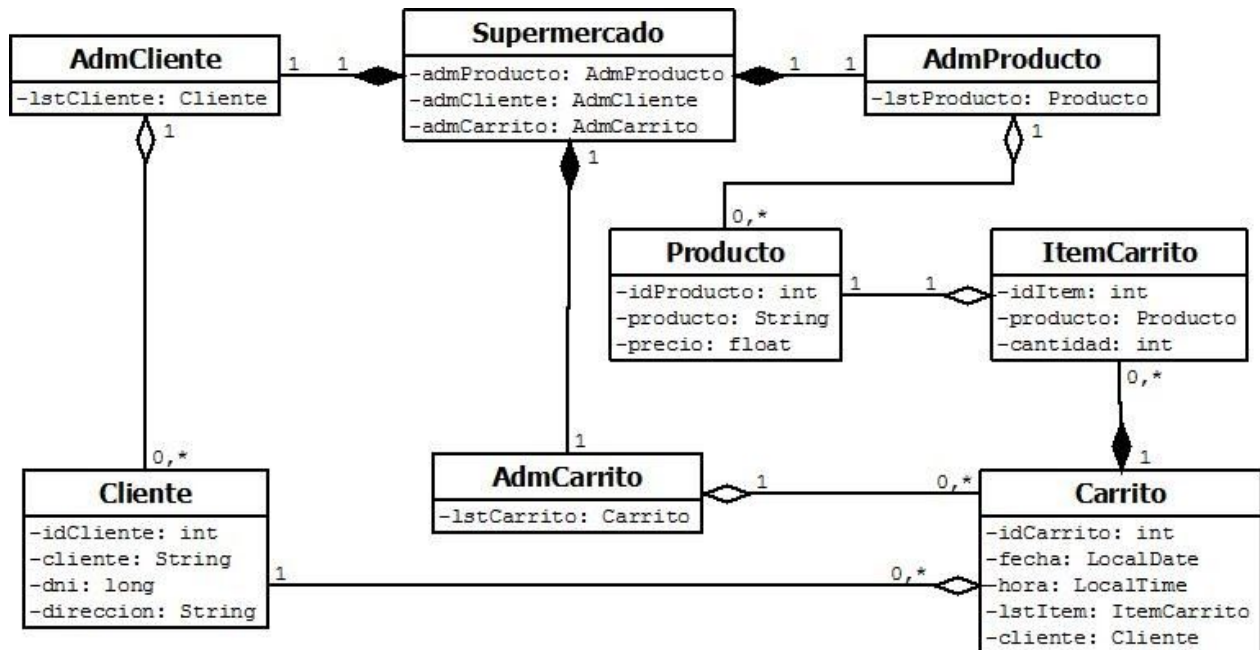 AdmCliente
-lstCliente: Cliente
1
1
1
Supermercado
-admProducto: AdmProducto
-admCliente: AdmCliente
-admCarrito: AdmCarrito
1
1
1
AdmProducto
-lstProducto: Producto
1
0,*
Producto
-idProducto: int
-producto: String
-precio: float
1
1
ItemCarrito
-idItem: int
-producto: Producto
-cantidad: int
0,*
1
0,*
Cliente
-idCliente: int
-cliente: String
-dni: long
-direccion: String
1
1
AdmCarrito
-lstCarrito: Carrito
1
0,*
0,*
Carrito
-idCarrito: int
-fecha: LocalDate
-hora: LocalTime
-lstItem: ItemCarrito
-cliente: Cliente